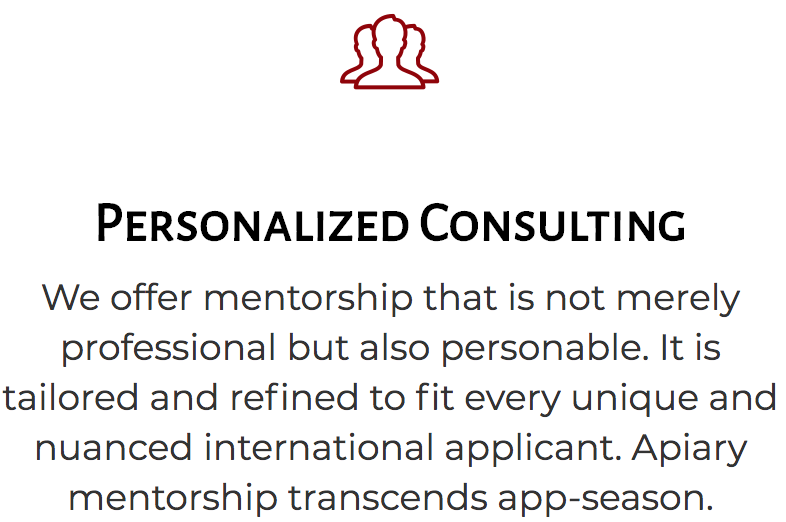 Personalized Consulting
We offer mentorship that is not merely
professional but also personable. It is
tailored and refined to fit every unique and
nuanced international applicant. Apiary
mentorship transcends app-season.